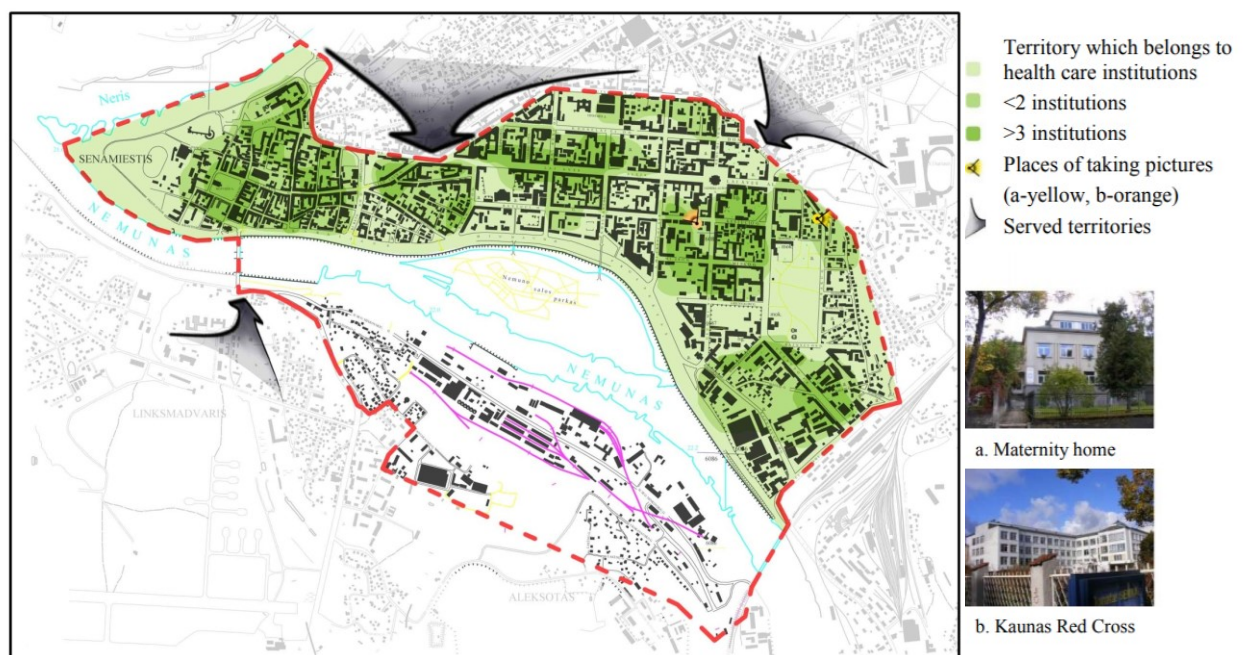 Neris
SENAMIESTIS
NEMUNAS
Nemuno salos
parkas
NEMUNAS
LINKSMADVARIS
ALEKSOTAS
Territory which belongs to
health care institutions
<2 institutions
>3 institutions
Places of taking pictures
(a-yellow, b-orange)
Served territories
a. Maternity home
b. Kaunas Red Cross